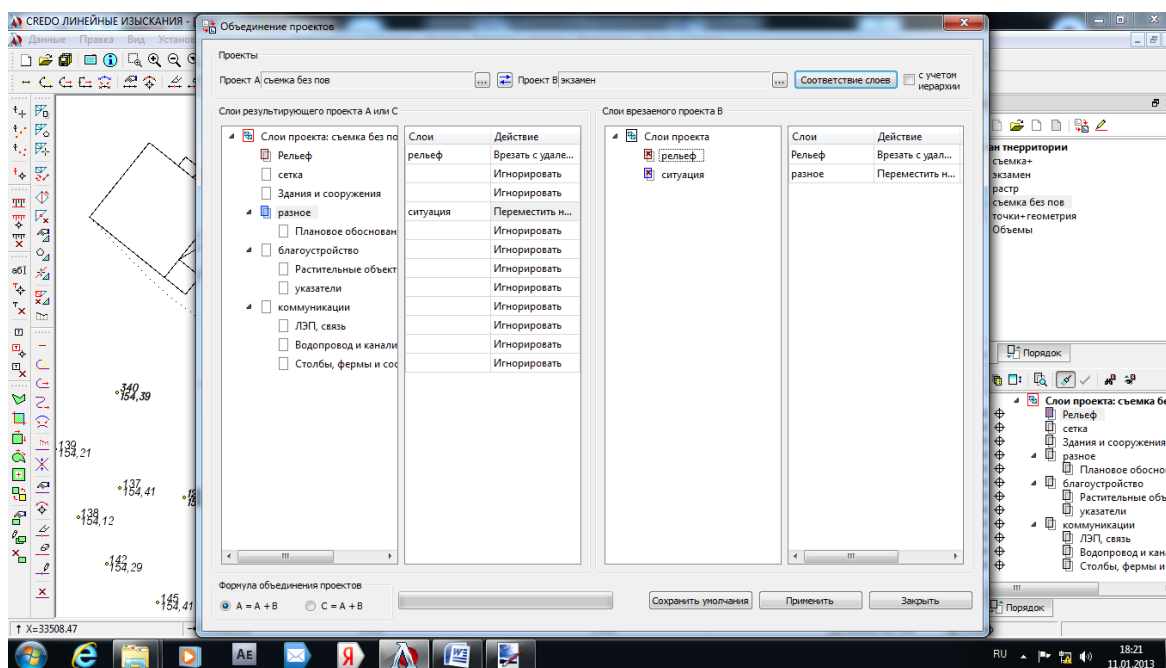 CREDO ЛИНЕЙНЫЕ ИЗЫСКАНИЯ -
Объединение проектов
Данные Правка Вид
Проекты
Проект A съемка без пов ... Проект B экзамен ... Соответствие слоев с учетом
иерархии
Слои результирующего проекта A или C
Слои проекта: съемка без по Слои Действие
Рельеф рельеф Врезать с удале...
сетка Игнорировать
Здания и сооружения Игнорировать
разное ситуация Переместить н...
Плановое обоснован Игнорировать
благоустройство Игнорировать
Растительные объект Игнорировать
указатели Игнорировать
коммуникации Игнорировать
ЛЭП, связь Игнорировать
Водопровод и канали Игнорировать
Столбы, фермы и соо Игнорировать
Слои врезаемого проекта B
Слои проекта Слои Действие
рельеф Рельеф Врезать с удал...
ситуация разное Переместить н...
Формула объединения проектов
A = A + B C = A + B
Сохранить умолчания Применить Закрыть
ан тнерритории
съемка+
экзамен
растр
съемка без пов
точки+геометрия
Объемы
Порядок
Слои проекта: съемка бе
Рельеф
сетка
Здания и сооружения
разное
Плановое обосно
благоустройство
Растительные объ
указатели
коммуникации
ЛЭП, связь
Водопровод и кан
Столбы, фермы и
Порядок
абI
340
154,39
139
154,21
137
154,41
138
154,12
142
154,29
145
154,41
X=33508.47
AE
Я
RU
18:21
11.01.2013